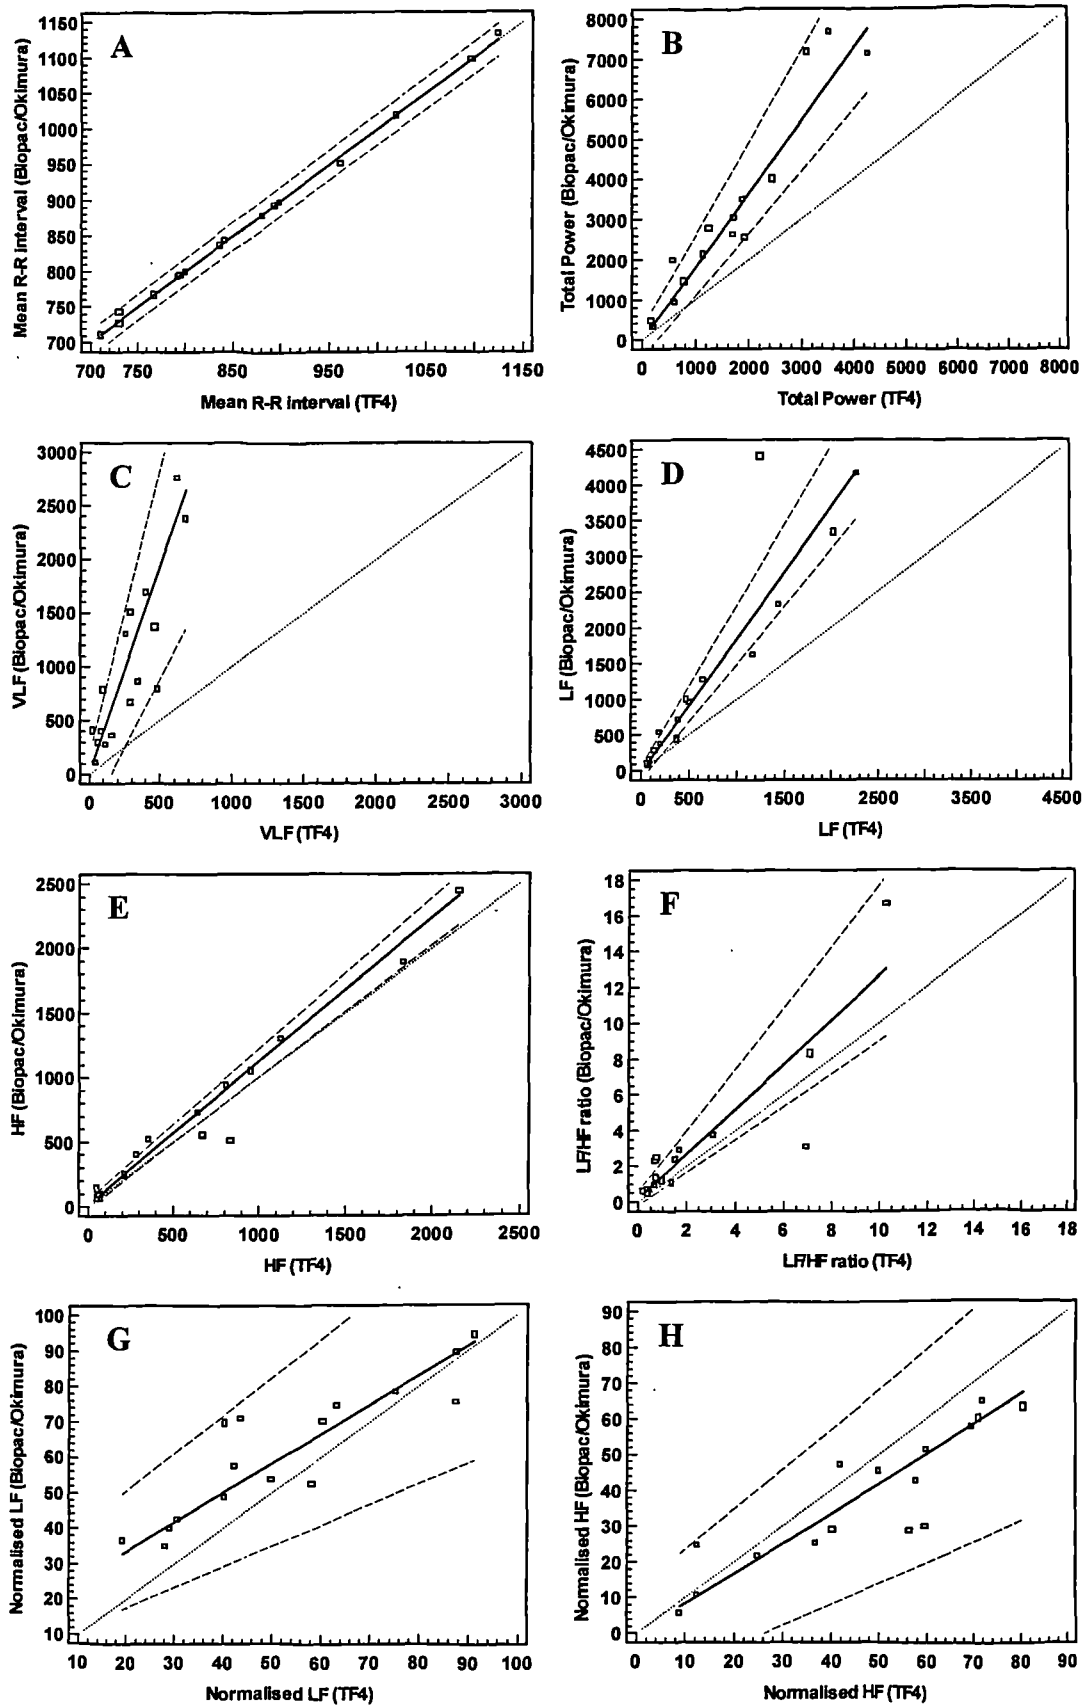 A
Mean R-R interval (Biopac/Okimura)
1150
1100
1050
1000
950
900
850
800
750
700
700 750 850 950 1050 1150
Mean R-R interval (TF4)
B
Total Power (Biopac/Okimura)
8000
7000
6000
5000
4000
3000
2000
1000
0
0 1000 2000 3000 4000 5000 6000 7000 8000
Total Power (TF4)
C
VLF (Biopac/Okimura)
3000
2500
2000
1500
1000
500
0
0 500 1000 1500 2000 2500 3000
VLF (TF4)
D
LF (Biopac/Okimura)
4500
4000
3500
3000
2500
2000
1500
1000
500
0
0 500 1500 2500 3500 4500
LF (TF4)
E
HF (Biopac/Okimura)
2500
2000
1500
1000
500
0
0 500 1000 1500 2000 2500
HF (TF4)
F
LF/HF ratio (Biopac/Okimura)
18
16
14
12
10
8
6
4
2
0
0 2 4 6 8 10 12 14 16 18
LF/HF ratio (TF4)
G
Normalised LF (Biopac/Okimura)
100
90
80
70
60
50
40
30
20
10
10 20 30 40 50 60 70 80 90 100
Normalised LF (TF4)
H
Normalised HF (Biopac/Okimura)
90
80
70
60
50
40
30
20
10
0
0 10 20 30 40 50 60 70 80 90
Normalised HF (TF4)